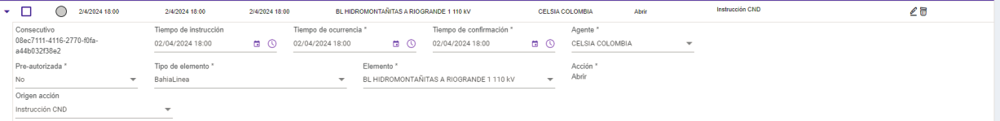 2/4/2024 18:00 2/4/2024 18:00 2/4/2024 18:00 BL HIDROMONTAÑITAS A RIOGRANDE 1 110 kV CELSIA COLOMBIA Abrir Instrucción CND
Consecutivo Tiempo de instrucción Tiempo de ocurrencia * Tiempo de confirmación * Agente *
08ec7111-4116-2770-f0fa-
a44b032f38e2 02/04/2024 18:00 02/04/2024 18:00 02/04/2024 18:00 CELSIA COLOMBIA
Pre-autorizada * Tipo de elemento * Elemento * Acción *
No BahiaLinea BL HIDROMONTAÑITAS A RIOGRANDE 1 110 kV Abrir
Origen acción
Instrucción CND